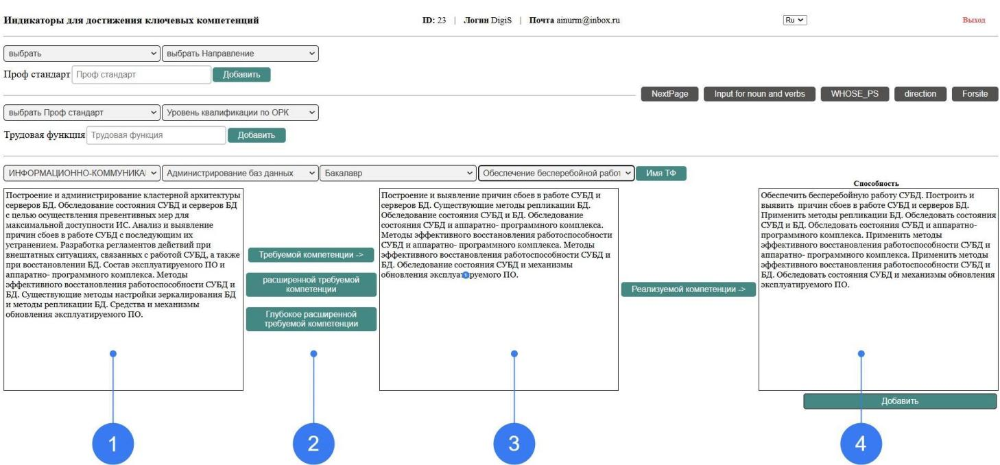 Индикаторы для достижения ключевых компетенций ID: 23 | Логин DigiS | Почта ainurm@inbox.ru Ru Выход
выбрать выбрать Направление
Проф стандарт Проф стандарт Добавить
NextPage Input for noun and verbs WHOSE_PS direction Forsite
выбрать Проф стандарт Уровень квалификации по ОРК
Трудовая функция Трудовая функция Добавить
ИНФОРМАЦИОННО-КОММУНИКАЦ Администрирование баз данных Бакалавр Обеспечение бесперебойной работ Имя ТФ
Построение и администрирование кластерной архитектуры
серверов БД. Обследование состояния СУБД и серверов БД
с целью осуществления превентивных мер для
максимальной доступности ИС. Анализ и выявление
причин сбоев в работе СУБД с последующим их
устранением. Разработка регламентов действий при
внештатных ситуациях, связанных с работой СУБД, а также
при восстановлении БД. Состав эксплуатируемого ПО и
аппаратно- программного комплекса. Методы
эффективного восстановления работоспособности СУБД и
БД. Существующие методы настройки зеркалирования БД
и методы репликации БД. Средства и механизмы
обновления эксплуатируемого ПО.
Требуемой компетенции ->
расширенной требуемой
компетенции
Глубокое расширенной
требуемой компетенции
Построение и выявление причин сбоев в работе СУБД и
серверов БД. Существующие методы репликации БД.
Обследование состояния СУБД и БД. Обследование
состояния СУБД и аппаратно- программного комплекса.
Методы эффективного восстановления работоспособности
СУБД и аппаратно- программного комплекса. Методы
эффективного восстановления работоспособности СУБД и
БД. Обследование состояния СУБД и механизмы
обновления эксплуатируемого ПО.
Реализуемой компетенции ->
Способность
Обеспечить бесперебойную работу СУБД. Построить и
выявить причин сбоев в работе СУБД и серверов БД.
Применить методы репликации БД. Обследовать состояния
СУБД и БД. Обследовать состояния СУБД и аппаратно-
программного комплекса. Применить методы
эффективного восстановления работоспособности СУБД и
аппаратно- программного комплекса. Применить методы
эффективного восстановления работоспособности СУБД и
БД. Обследовать состояния СУБД и механизмы обновления
эксплуатируемого ПО.
Добавить
1 2 3 4